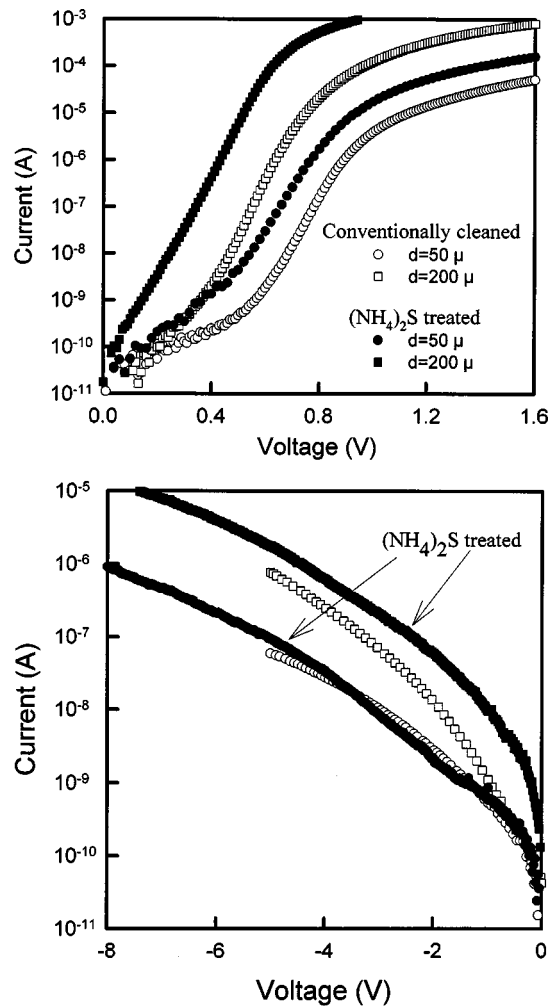 10⁻³
10⁻⁴
10⁻⁵
10⁻⁶
10⁻⁷
10⁻⁸
10⁻⁹
10⁻¹⁰
10⁻¹¹
Current (A)
Conventionally cleaned
d=50 μ
d=200 μ
(NH₄)₂S treated
d=50 μ
d=200 μ
0.0 0.4 0.8 1.2 1.6
Voltage (V)
10⁻⁵
10⁻⁶
10⁻⁷
10⁻⁸
10⁻⁹
10⁻¹⁰
10⁻¹¹
Current (A)
(NH₄)₂S treated
-8 -6 -4 -2 0
Voltage (V)